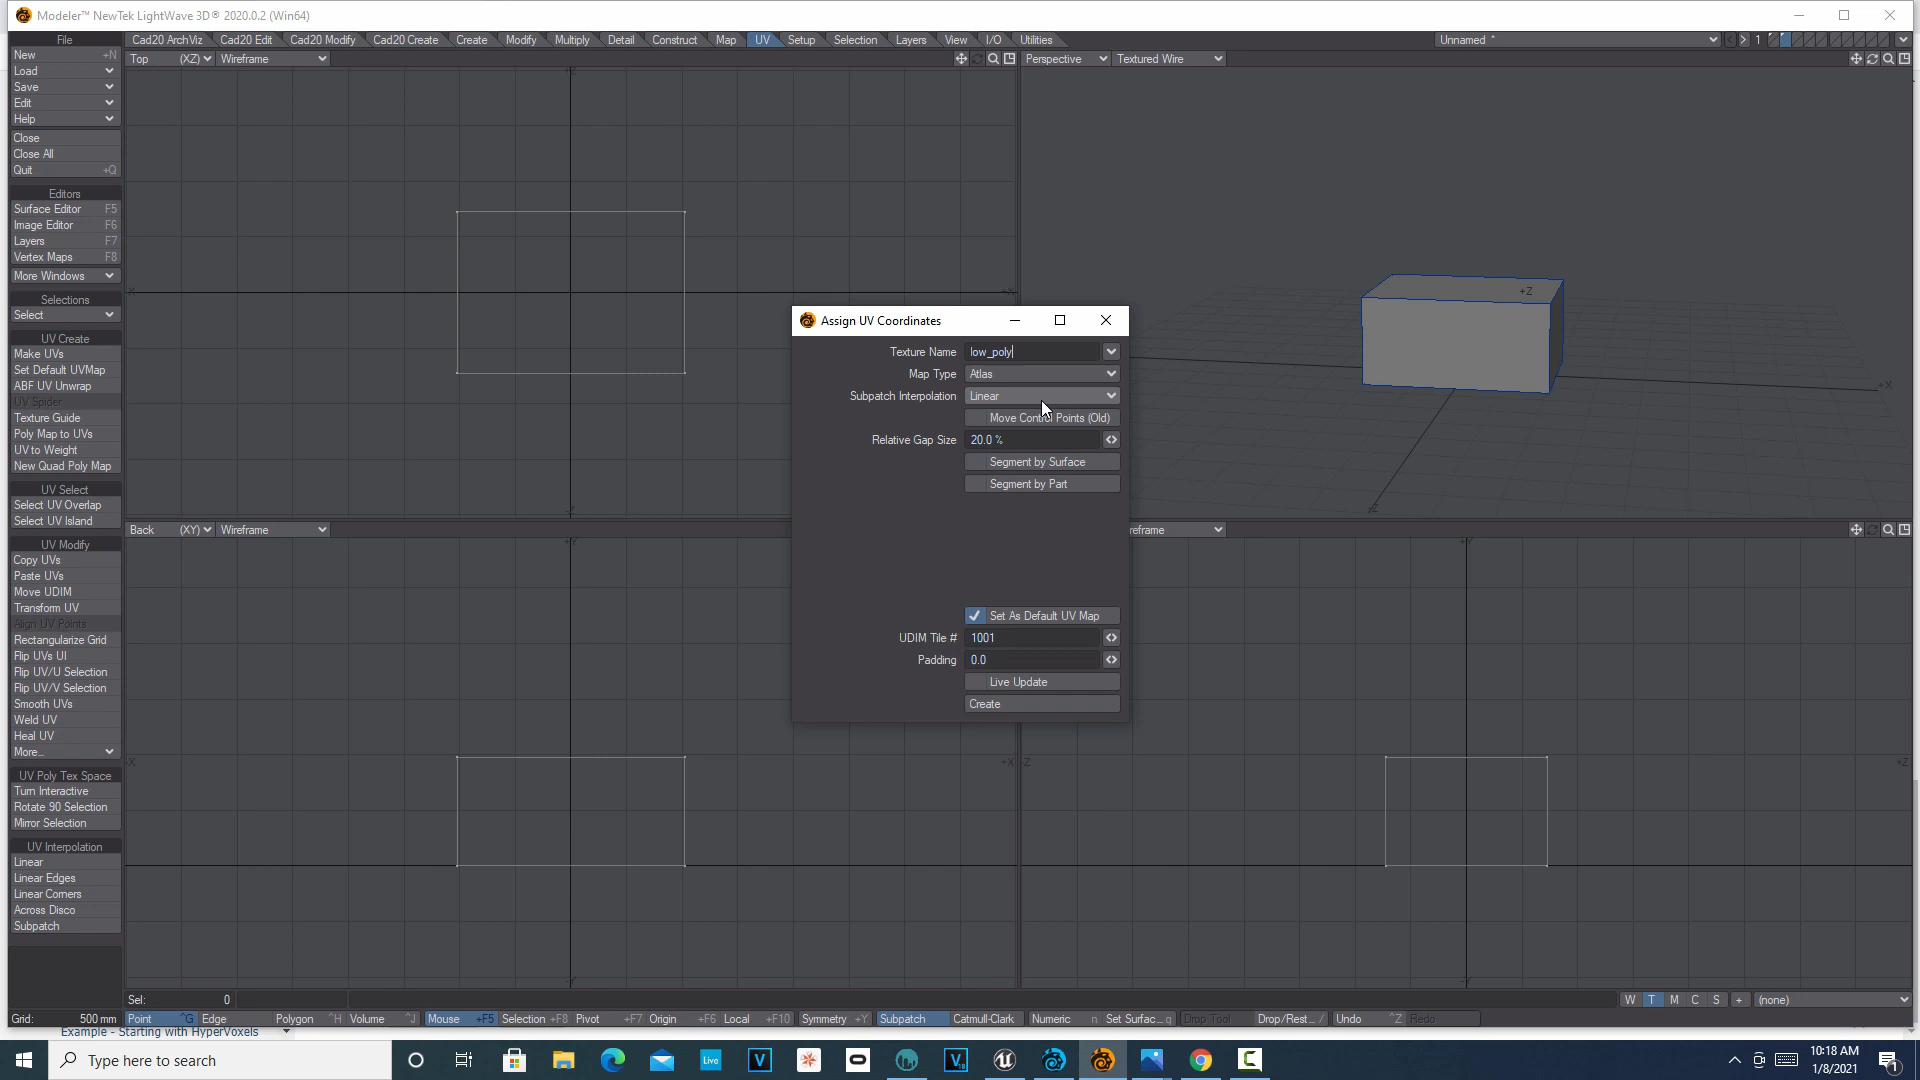 Modeler™ NewTek LightWave 3D® 2020.0.2 (Win64)
File
Cad20 ArchViz Cad20 Edit Cad20 Modify Cad20 Create Create Modify Multiply Detail Construct Map UV Setup Selection Layers View I/O Utilities
Unnamed *
1
New +N
Load
Save
Edit
Help
Close
Close All
Quit +Q
Editors
Surface Editor F5
Image Editor F6
Layers F7
Vertex Maps F8
More Windows
Selections
Select
UV Create
Make UVs
Set Default UVMap
ABF UV Unwrap
UV Spider
Texture Guide
Poly Map to UVs
UV to Weight
New Quad Poly Map
UV Select
Select UV Overlap
Select UV Island
UV Modify
Copy UVs
Paste UVs
Move UDIM
Transform UV
Align UV Points
Rectangularize Grid
Flip UVs UI
Flip UV/U Selection
Flip UV/V Selection
Smooth UVs
Weld UV
Heal UV
More...
UV Poly Tex Space
Turn Interactive
Rotate 90 Selection
Mirror Selection
UV Interpolation
Linear
Linear Edges
Linear Corners
Across Disco
Subpatch
Top (XZ) Wireframe
Perspective Textured Wire
+Z
+X
Back (XY) Wireframe
reframe
Assign UV Coordinates
Texture Name low_poly
Map Type Atlas
Subpatch Interpolation Linear
Move Control Points (Old)
Relative Gap Size 20.0 %
Segment by Surface
Segment by Part
Set As Default UV Map
UDIM Tile # 1001
Padding 0.0
Live Update
Create
Sel: 0
W T M C S + (none)
Grid: 500 mm
Point ^G Edge Polygon ^H Volume ^J Mouse +F5 Selection +F8 Pivot +F7 Origin +F6 Local +F10 Symmetry +Y Subpatch Catmull-Clark Numeric n Set Surfac... q Drop Tool Drop/Rest... / Undo ^Z Redo
Example - Starting with HyperVoxels
Type here to search
Live
10:18 AM
1/8/2021
1